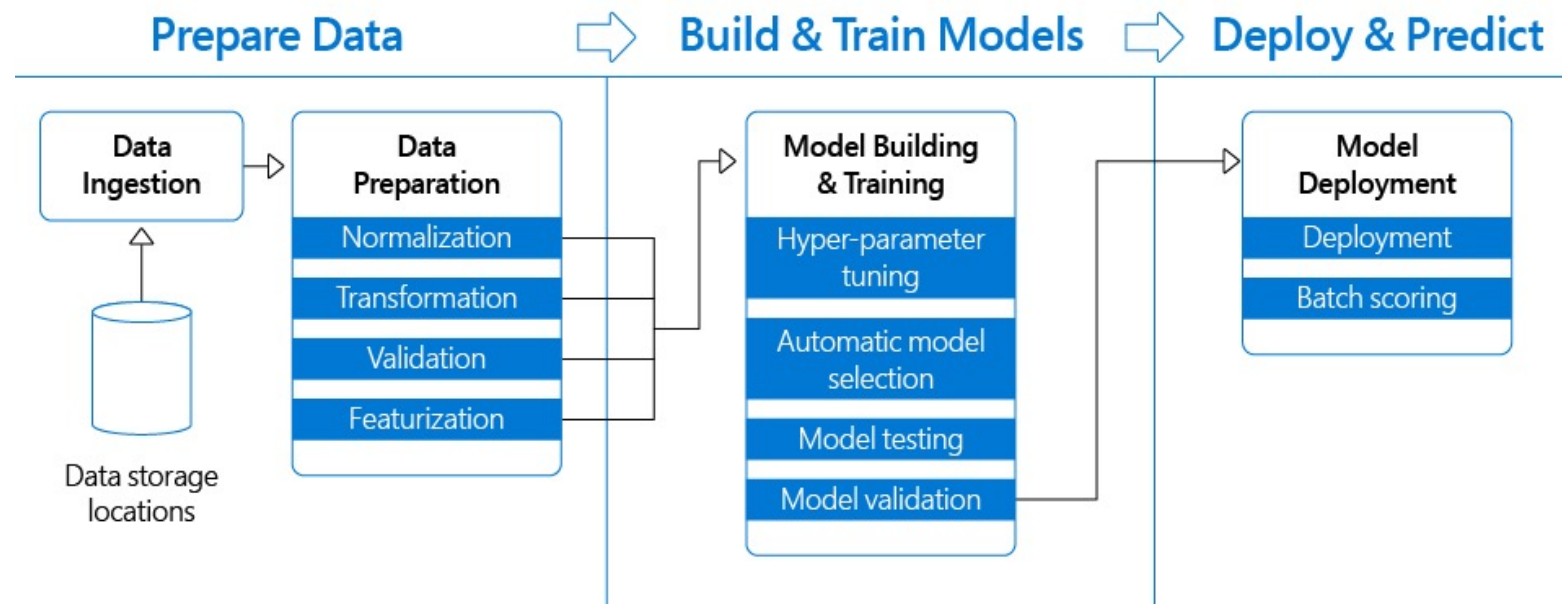 Prepare Data
Build & Train Models
Deploy & Predict
Data
Ingestion
Data storage
locations
Data
Preparation
Normalization
Transformation
Validation
Featurization
Model Building
& Training
Hyper-parameter
tuning
Automatic model
selection
Model testing
Model validation
Model
Deployment
Deployment
Batch scoring